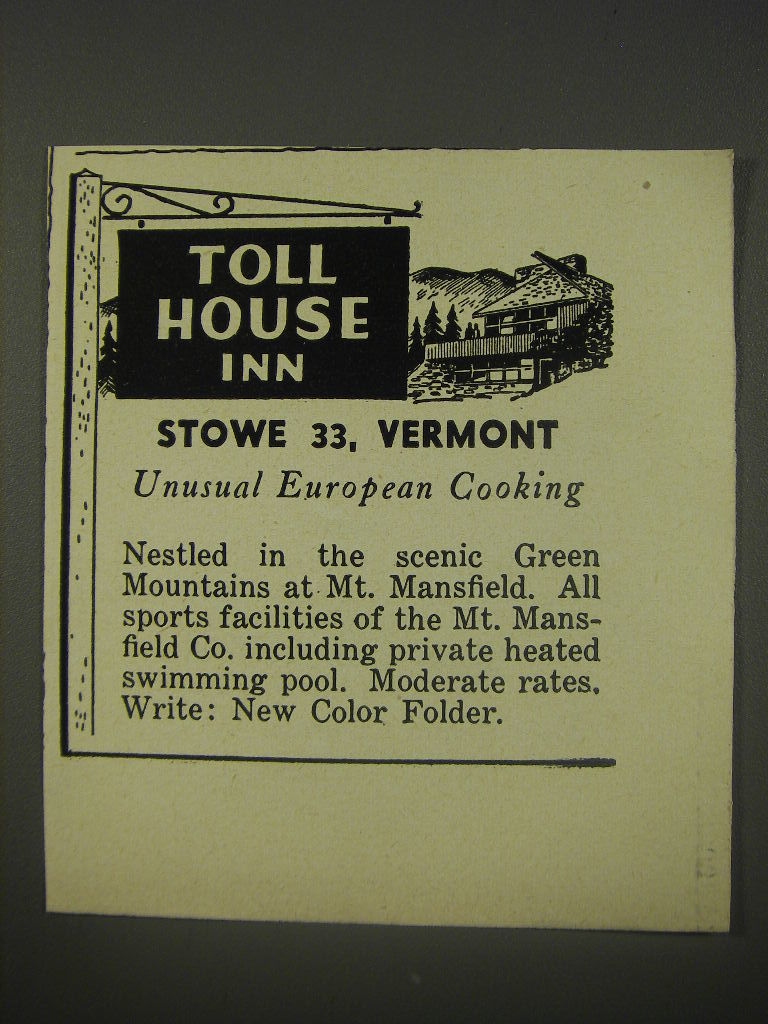 TOLL
HOUSE
INN
STOWE 33, VERMONT
Unusual European Cooking
Nestled in the scenic Green
Mountains at Mt. Mansfield. All
sports facilities of the Mt. Mans-
field Co. including private heated
swimming pool. Moderate rates.
Write: New Color Folder.